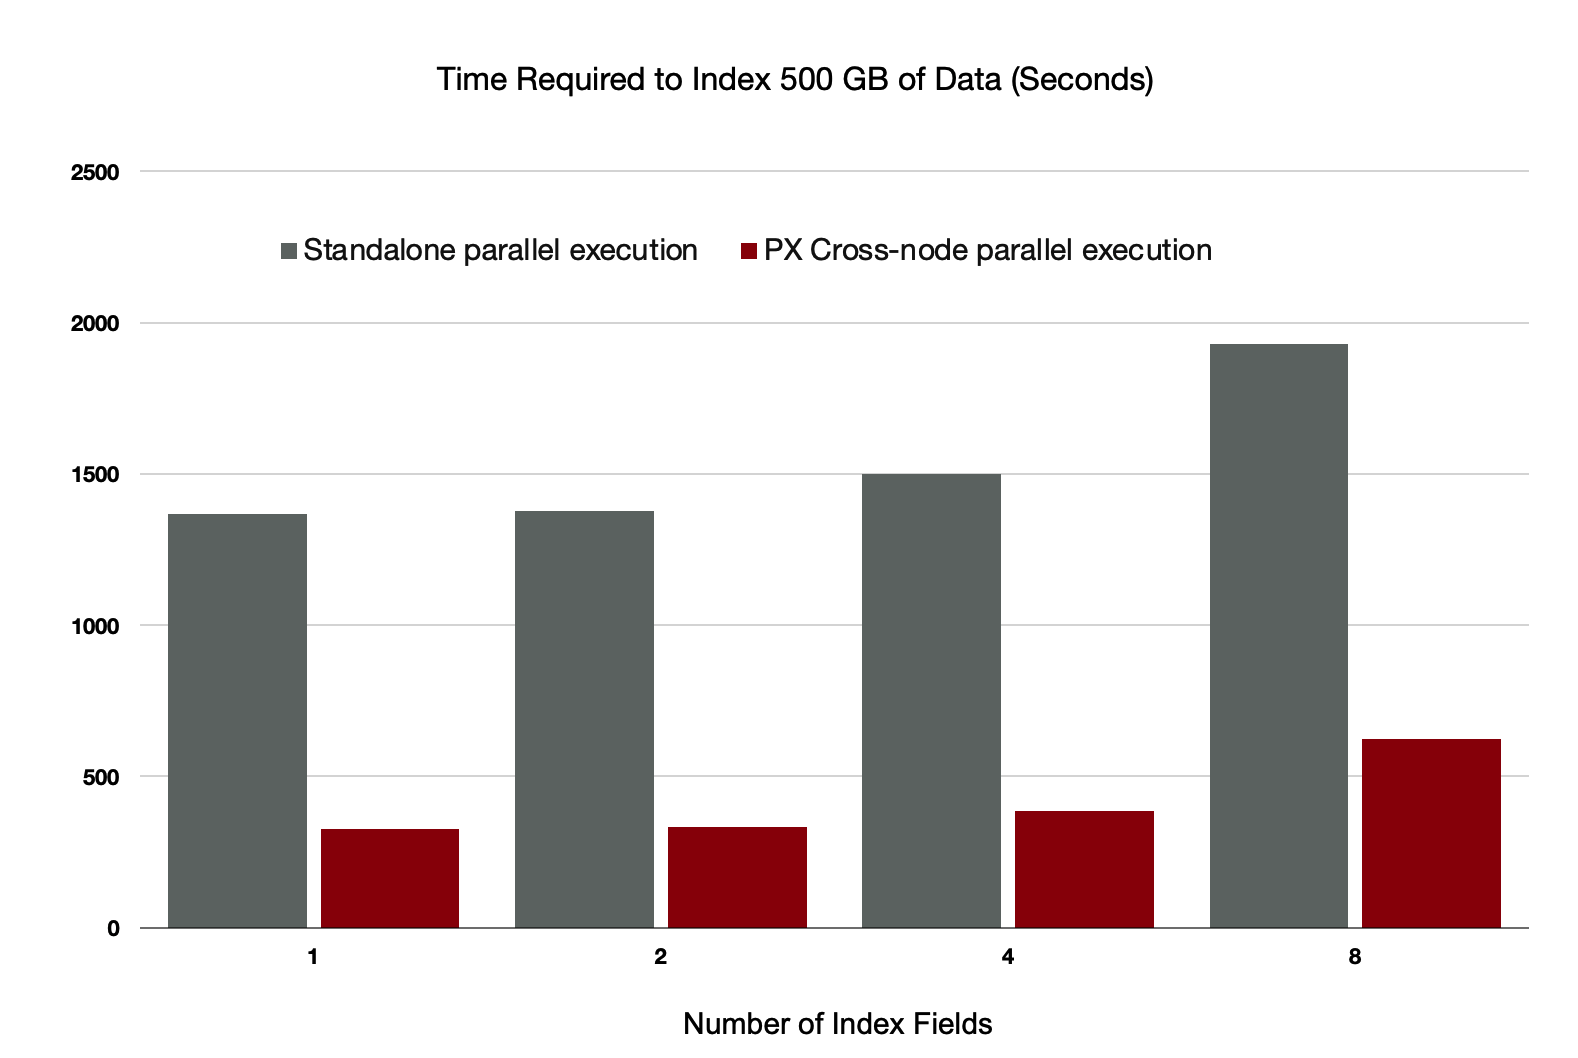 Time Required to Index 500 GB of Data (Seconds)
2500
Standalone parallel execution PX Cross-node parallel execution
2000
1500
1000
500
0
1 2 4 8
Number of Index Fields